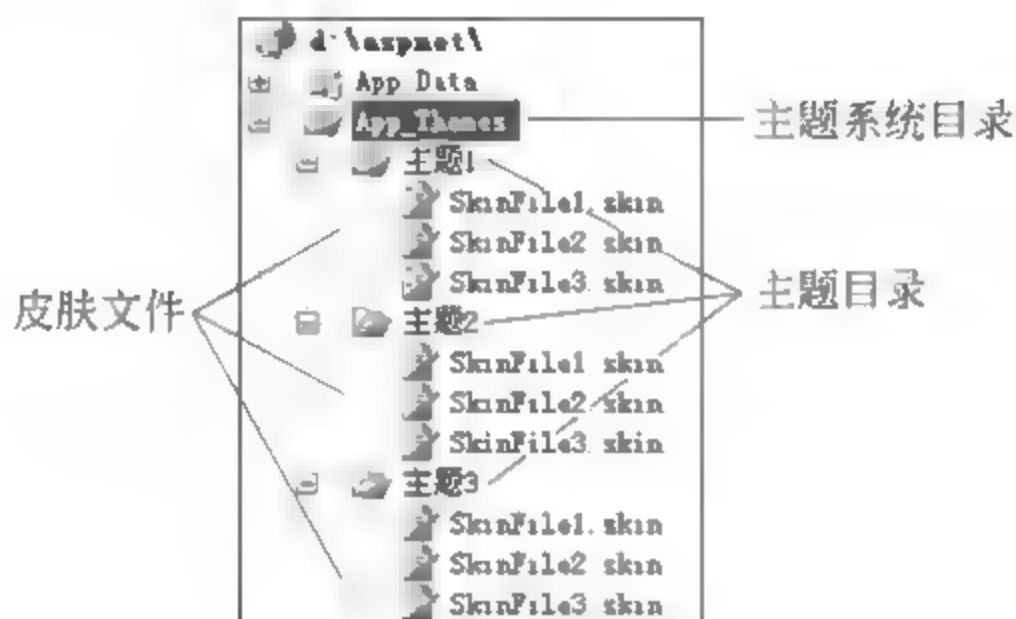 d:\aspnet\
App_Data
App_Themes
主题系统目录
主题1
SkinFile1.skin
SkinFile2.skin
SkinFile3.skin
主题目录
皮肤文件
主题2
SkinFile1.skin
SkinFile2.skin
SkinFile3.skin
主题3
SkinFile1.skin
SkinFile2.skin
SkinFile3.skin